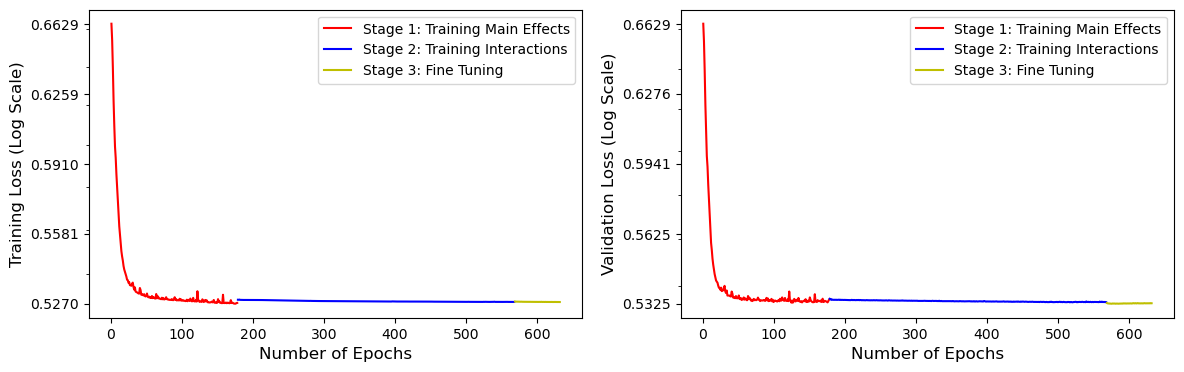 Training Loss (Log Scale)
0.6629
0.6259
0.5910
0.5581
0.5270
Stage 1: Training Main Effects
Stage 2: Training Interactions
Stage 3: Fine Tuning
0 100 200 300 400 500 600
Number of Epochs
Validation Loss (Log Scale)
0.6629
0.6276
0.5941
0.5625
0.5325
Stage 1: Training Main Effects
Stage 2: Training Interactions
Stage 3: Fine Tuning
0 100 200 300 400 500 600
Number of Epochs